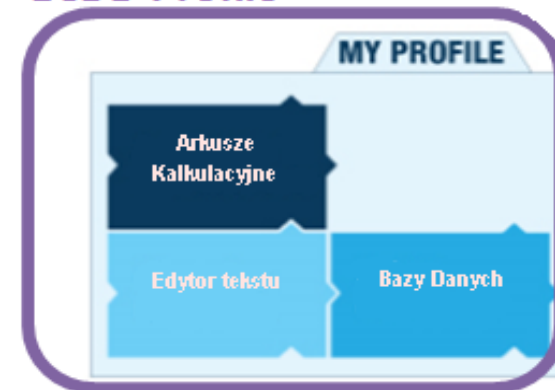 MY PROFILE
Arkusze
Kalkulacyjne
Edytor tekstu
Bazy Danych